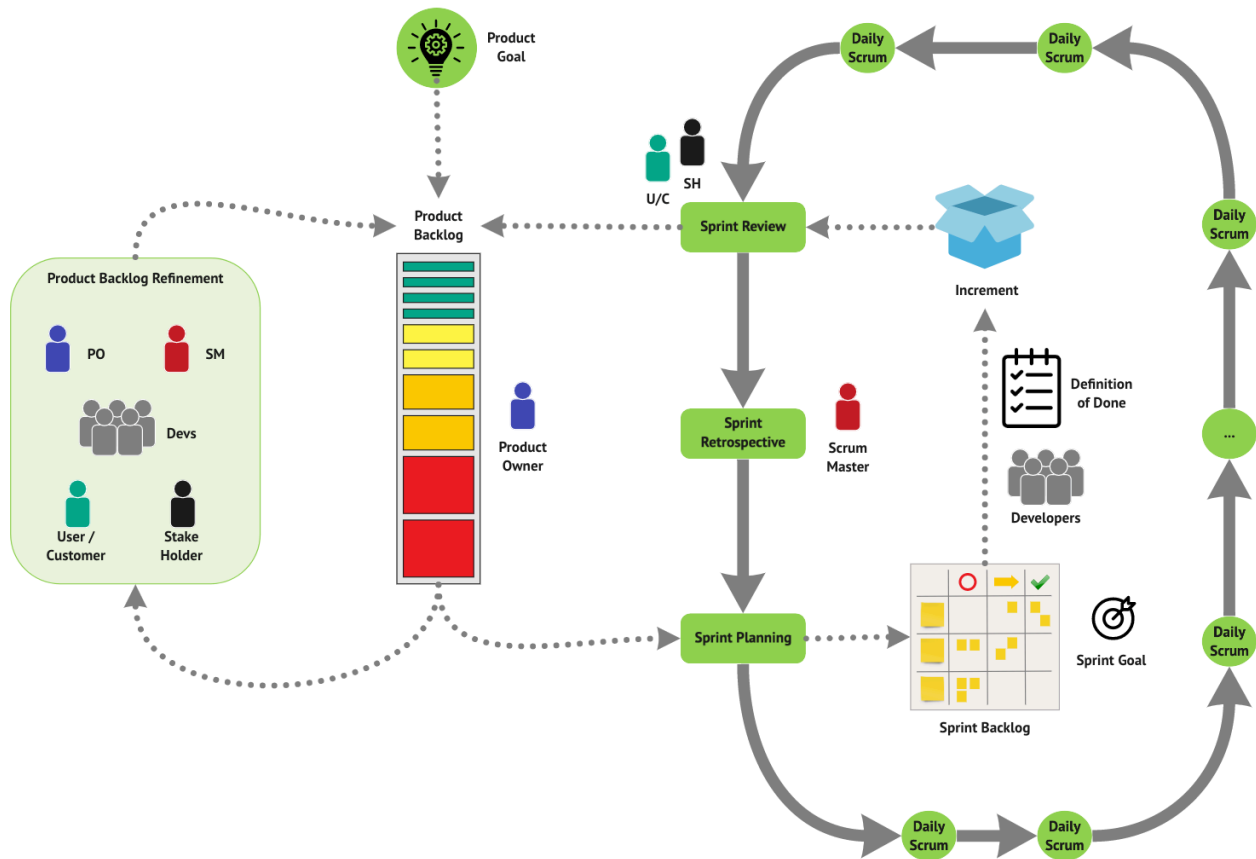 Product
Goal
Daily
Scrum
Daily
Scrum
U/C
SH
Product
Backlog
Sprint Review
Daily
Scrum
Increment
Product Backlog Refinement
PO
SM
Devs
User /
Customer
Stake
Holder
Product
Owner
Sprint
Retrospective
Scrum
Master
Definition
of Done
Developers
...
Sprint Planning
Sprint Goal
Sprint Backlog
Daily
Scrum
Daily
Scrum
Daily
Scrum